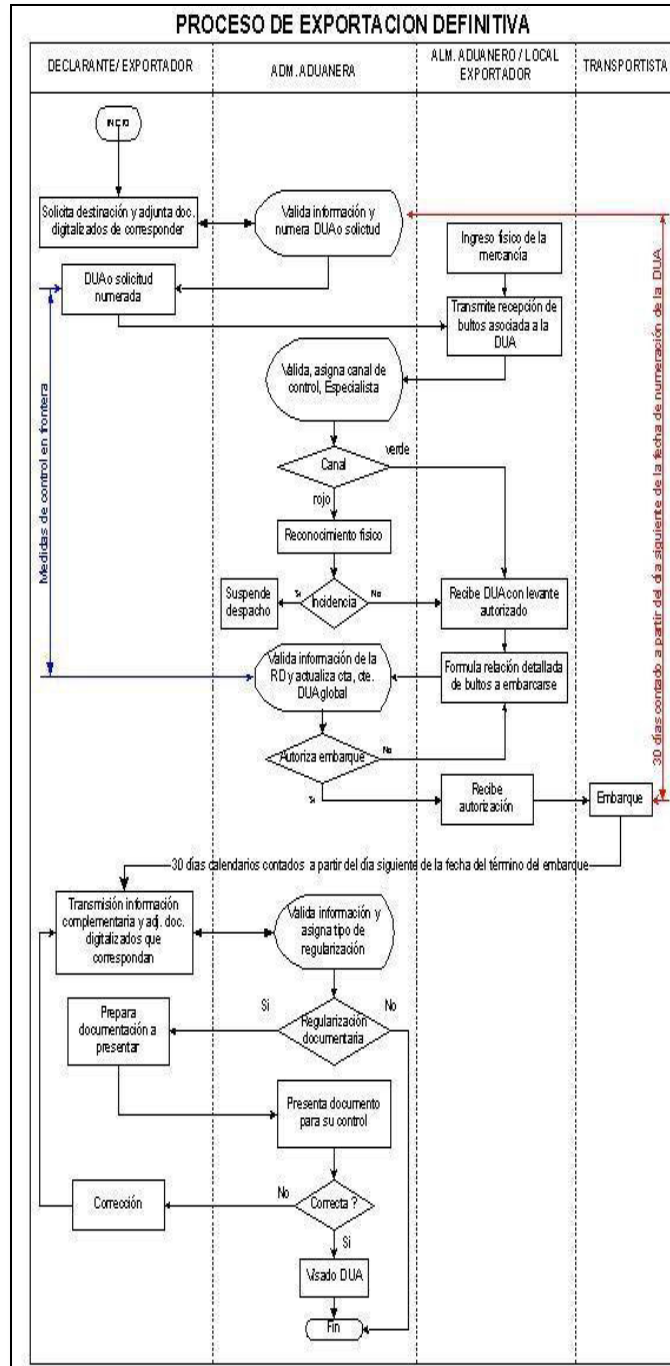 PROCESO DE EXPORTACION DEFINITIVA
DECLARANTE/ EXPORTADOR
ADM. ADUANERA
ALM. ADUANERO / LOCAL
EXPORTADOR
TRANSPORTISTA
INICIO
Solicita destinación y adjunta doc.
digitalizados de corresponder
Válida información y
numera DUA o solictud
Ingreso físico de la
mercancía
DUA o solicitud
numerada
Transmite recepción de
bultos asociada a la
DUA
Válida, asigna canal de
control, Especialista
Canal
verde
rojo
Reconocimiento físico
Suspende
despacho
Si
Incidencia
No
Recibe DUA con levante
autorizado
Valida información de la
RD y actualiza cta, cte.
DUA global
Formula relación detallada
de bultos a embarcarse
Autoriza embarque
No
Si
Recibe
autorización
Embarque
Medidas de control en frontera
30 días contado a partir del día siguiente de la fecha de numeración de la DUA
30 días calendarios contados a partir del día siguiente de la fecha del término del embarque
Transmisión información
complementaria y adj. doc.
digitalizados que
correspondan
Valida información y
asigna tipo de
regularización
Si
No
Prepara
documentación a
presentar
Regularización
documentaria
Presenta documento
para su control
Corrección
No
Correcta ?
Si
Visado DUA
Fin